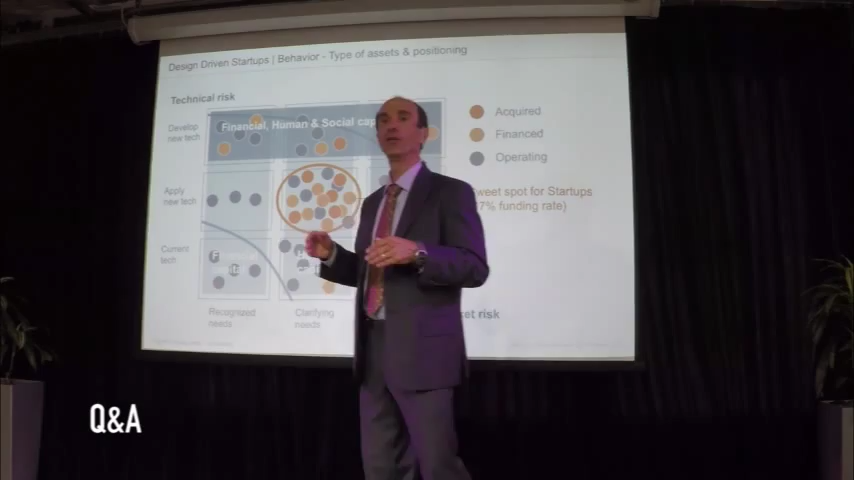 Design Driven Startups | Behavior - Type of assets & positioning
Technical risk
Develop
new tech
Financial, Human & Social cap
Acquired
Financed
Operating
Apply
new tech
weet spot for Startups
7% funding rate)
Current
tech
Recognized
needs
Clarifying
needs
et risk
Q&A